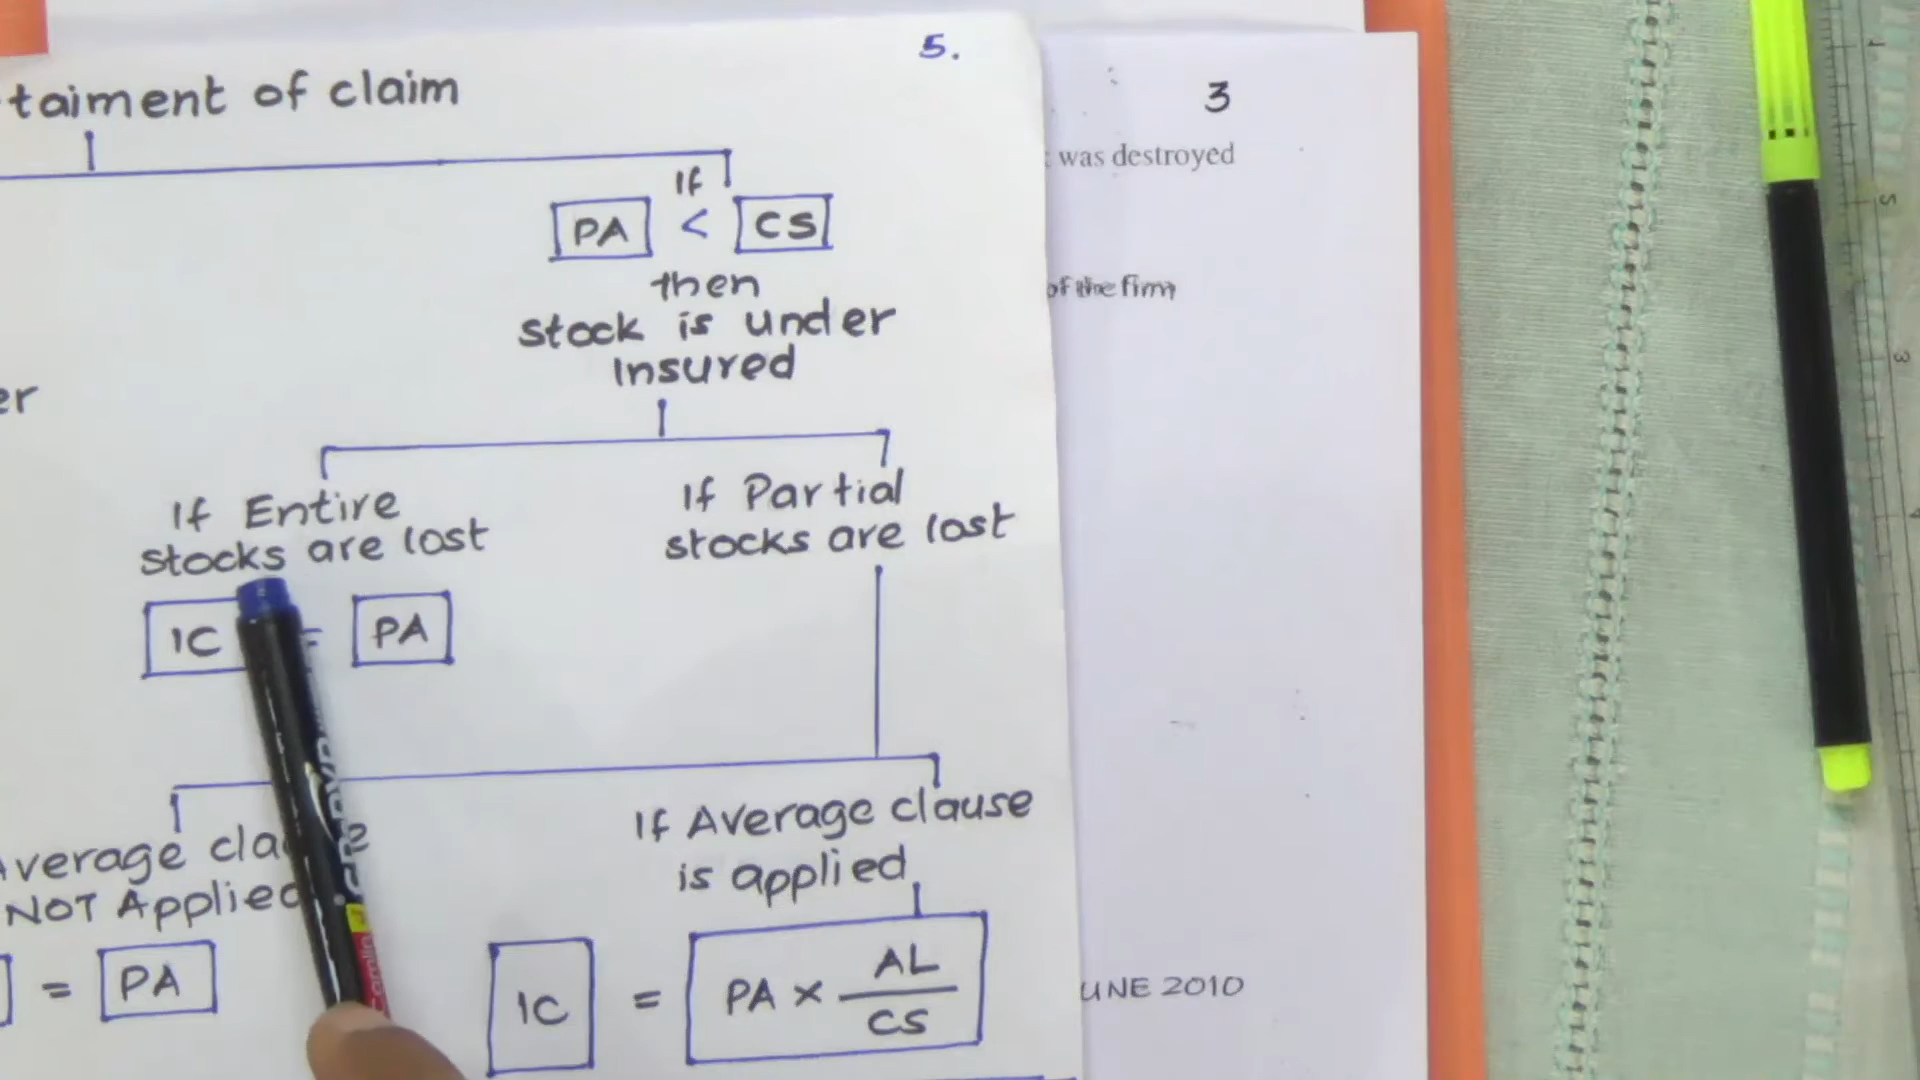 5.
taiment of claim
3
was destroyed
If
PA < CS
of the firm
then
stock is under
Insured
er
If Entire
stocks are lost
If Partial
stocks are lost
IC = PA
If Average clause
is applied
Average
NOT Applied
= PA
IC = PA × AL
CS
UNE 2010